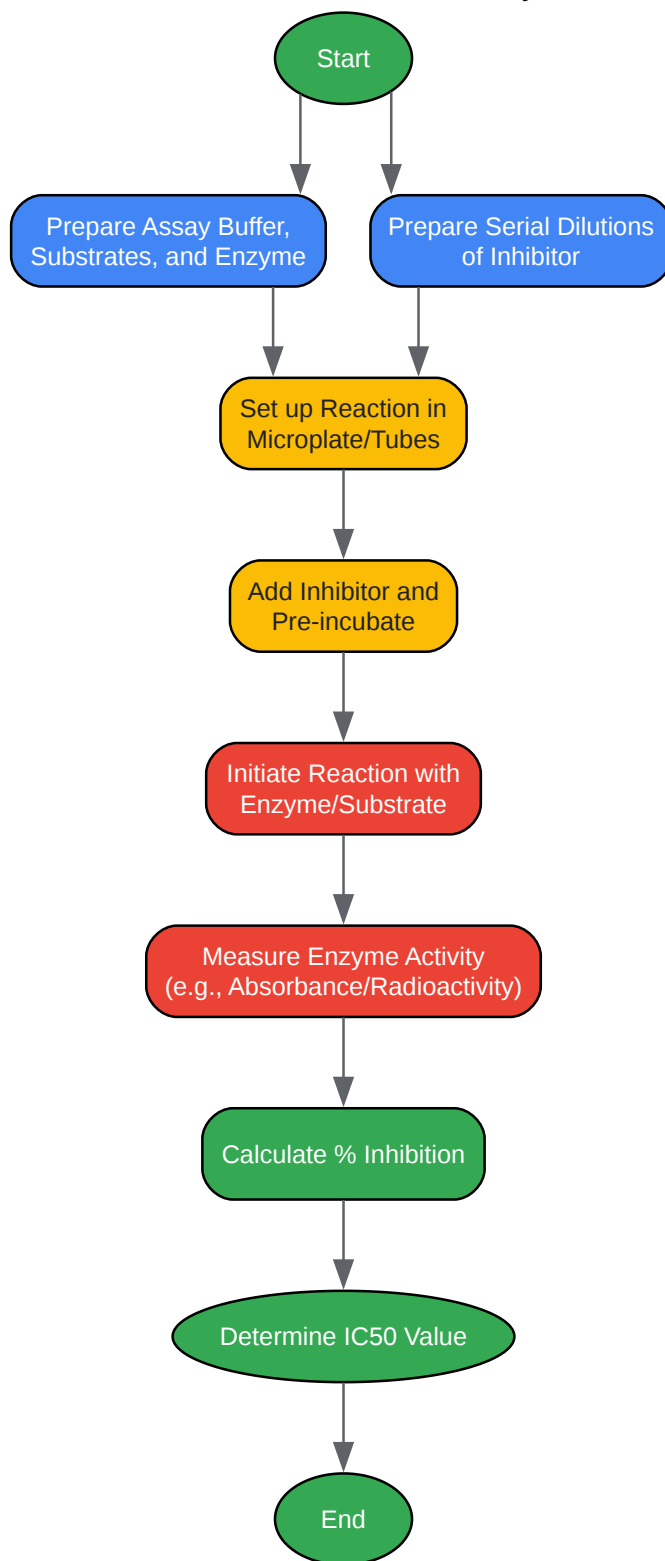 Start
Prepare Assay Buffer,
Substrates, and Enzyme
Prepare Serial Dilutions
of Inhibitor
Set up Reaction in
Microplate/Tubes
Add Inhibitor and
Pre-incubate
Initiate Reaction with
Enzyme/Substrate
Measure Enzyme Activity
(e.g., Absorbance/Radioactivity)
Calculate % Inhibition
Determine IC50 Value
End